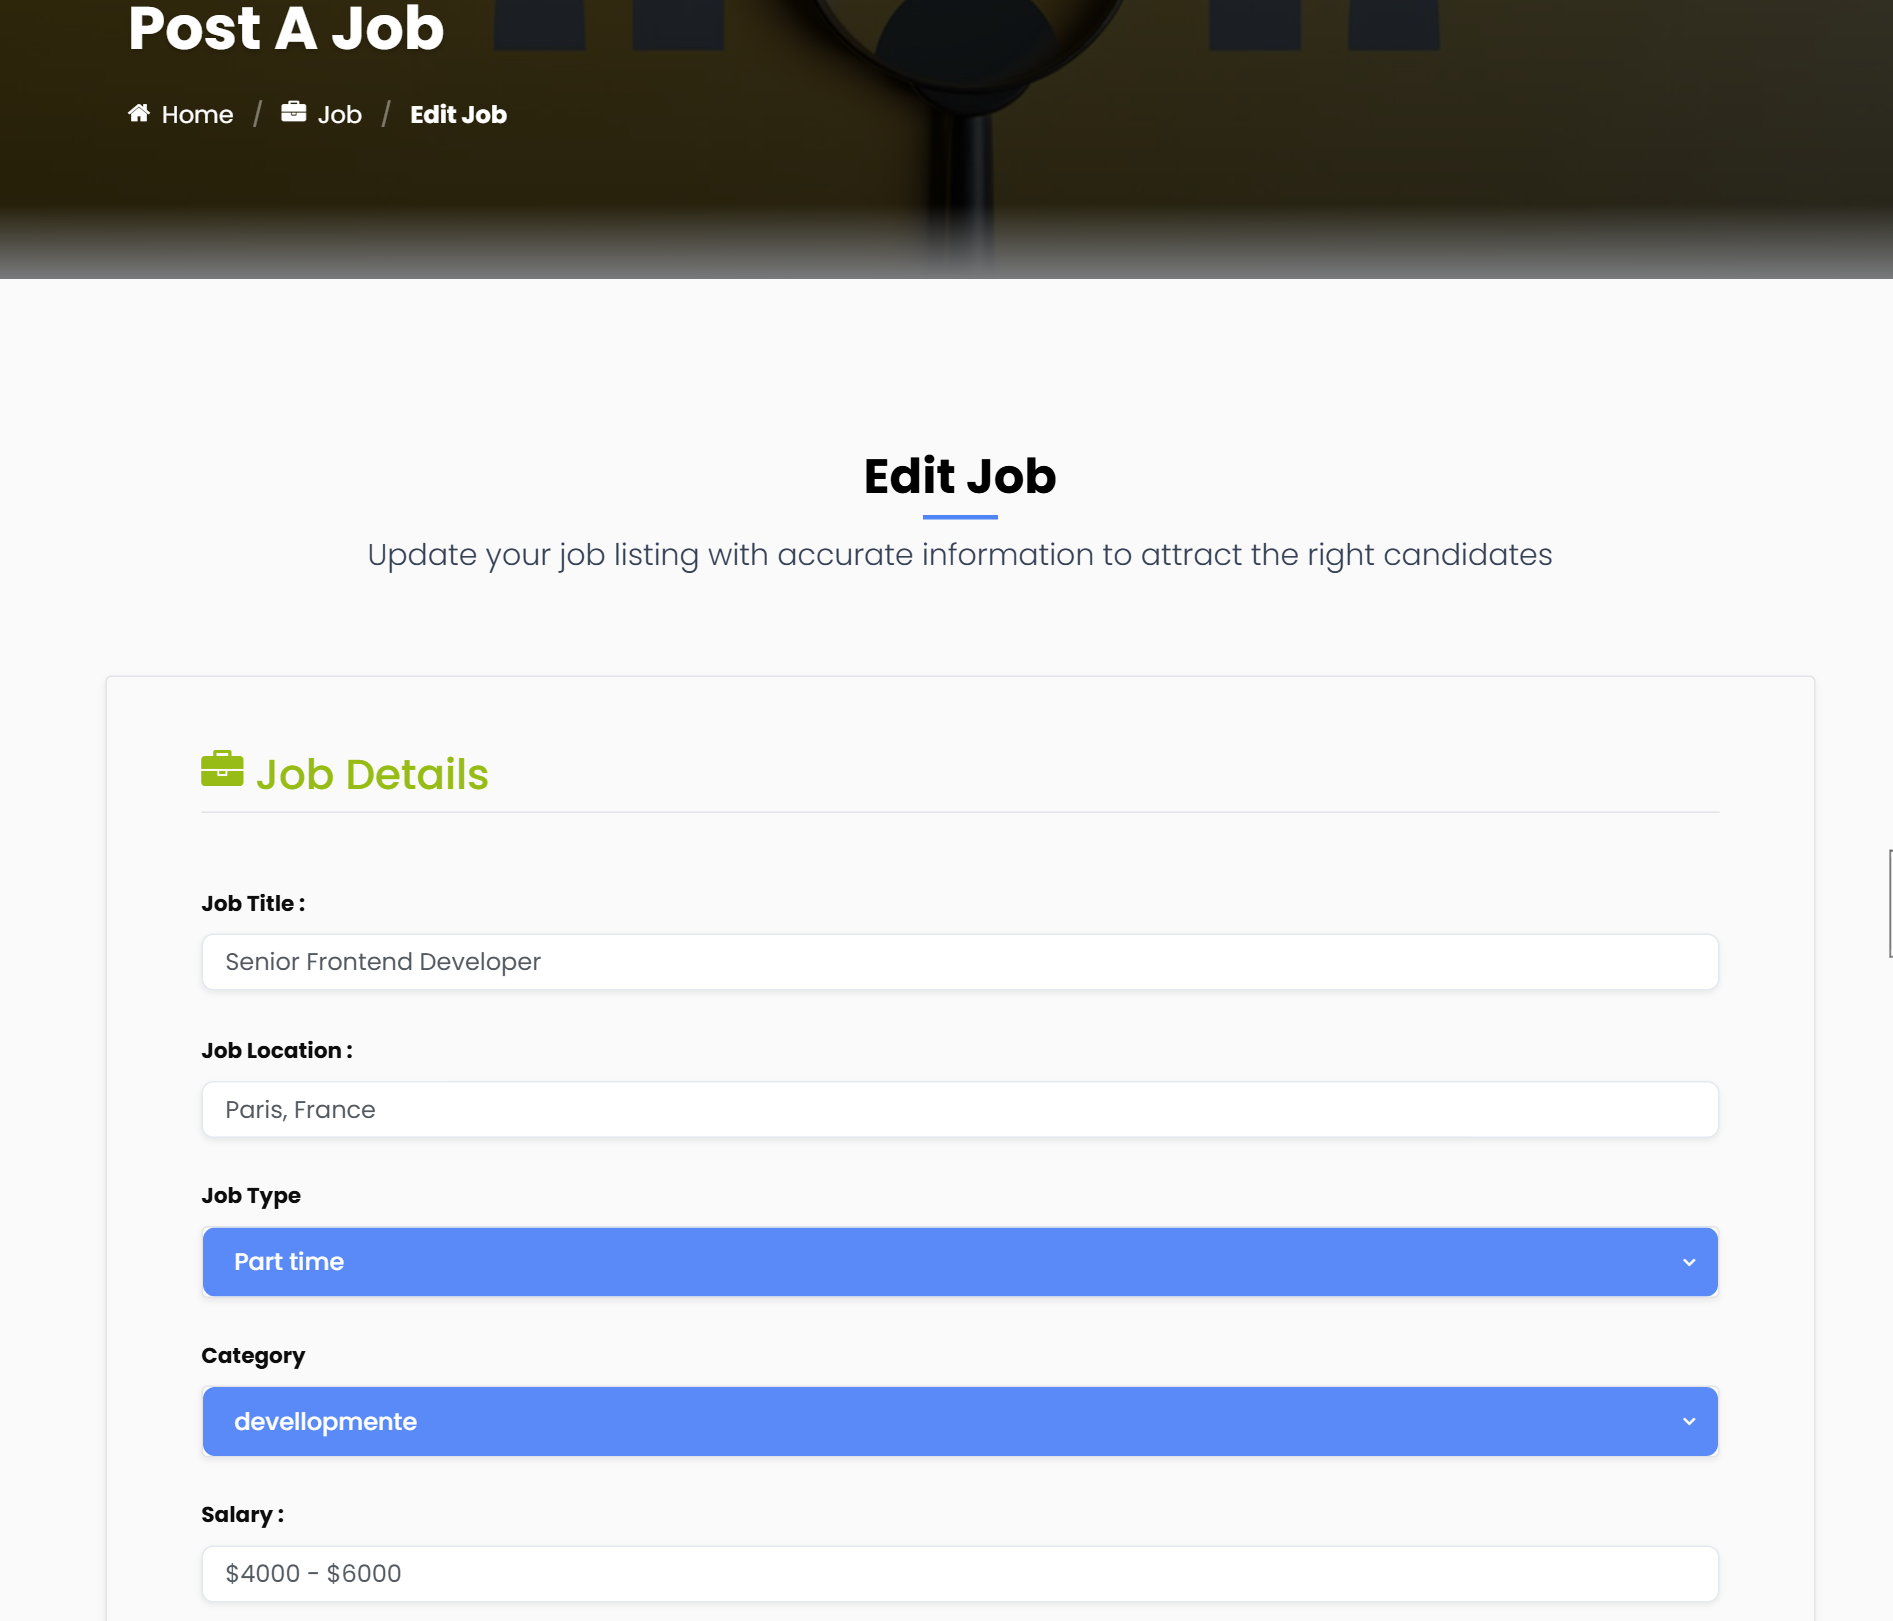 Post A Job
Home / Job / Edit Job
Edit Job
Update your job listing with accurate information to attract the right candidates
Job Details
Job Title :
Senior Frontend Developer
Job Location :
Paris, France
Job Type
Part time
Category
devellopmente
Salary :
$4000 - $6000